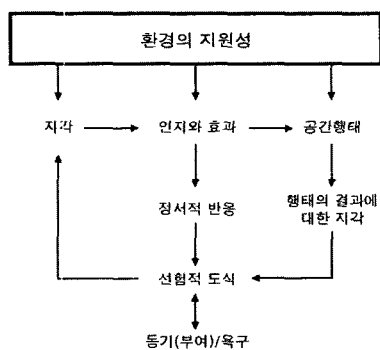 환경의 지원성
지각 인지와 효과 공간행태
정서적 반응 행태의 결과에
대한 지각
선험적 도식
동기(부여)/욕구